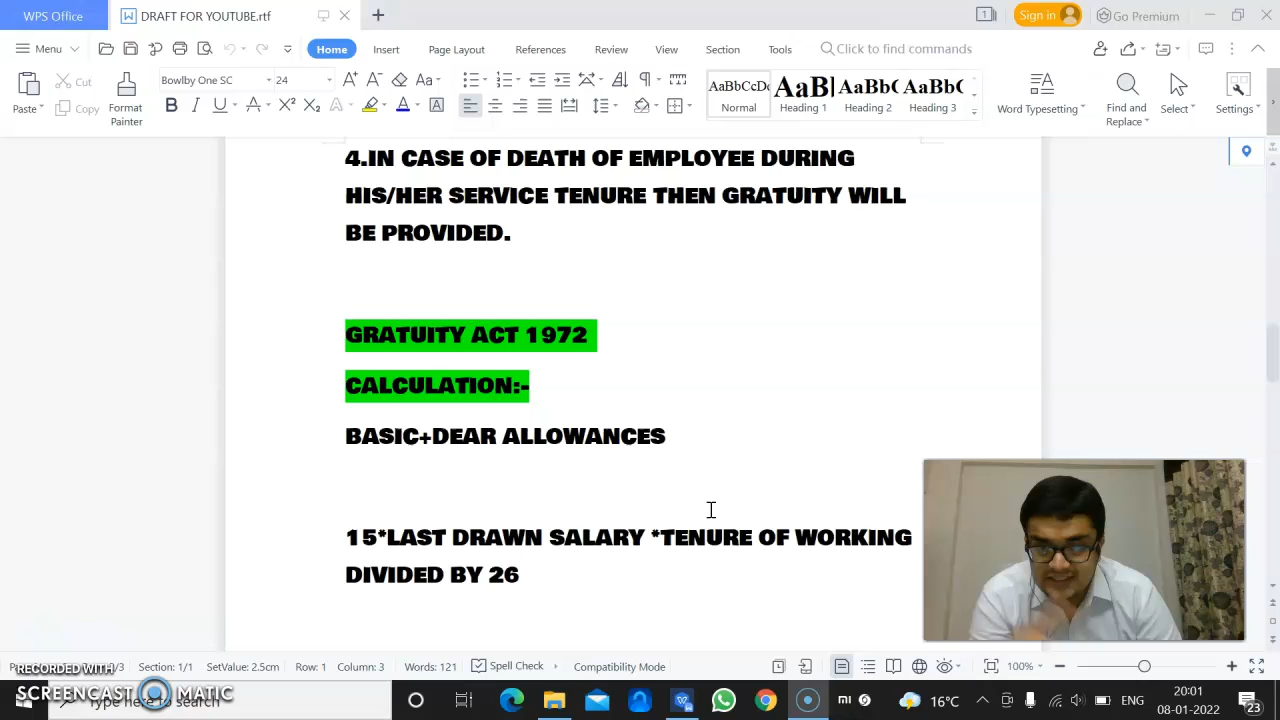 WPS Office
DRAFT FOR YOUTUBE.rtf
Sign in
Go Premium
Menu
Home
Insert
Page Layout
References
Review
View
Section
Tools
Click to find commands
Paste
Cut
Copy
Format Painter
Bowlby One SC
24
AaBbCcDd
Normal
AaBl
Heading 1
AaBb(
Heading 2
AaBb(
Heading 3
Word Typesetting
Find and Replace
Select
Settings
4.IN CASE OF DEATH OF EMPLOYEE DURING
HIS/HER SERVICE TENURE THEN GRATUITY WILL
BE PROVIDED.
GRATUITY ACT 1972
CALCULATION:-
BASIC+DEAR ALLOWANCES
15*LAST DRAWN SALARY *TENURE OF WORKING
DIVIDED BY 26
RECORDED WITH
SCREENCAST MATIC
1/3
Section: 1/1
SetValue: 2.5cm
Row: 1
Column: 3
Words: 121
Spell Check
Compatibility Mode
100%
Type here to search
16°C
ENG
20:01
08-01-2022
23